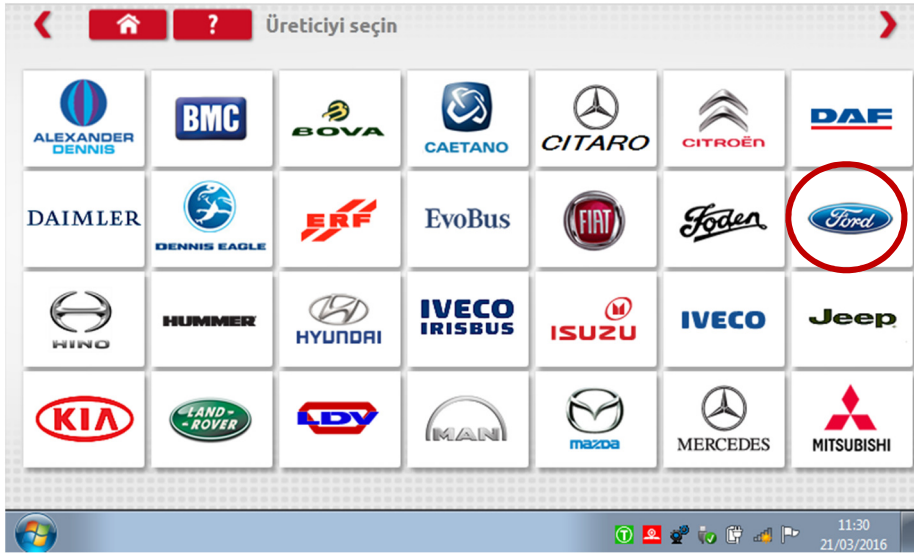 ? Üreticiyi seçin
ALEXANDER
DENNIS
BMC
BOVA
CAETANO
CITARO
CITROËN
DAF
DAIMLER
DENNIS EAGLE
ERF
EvoBus
FIAT
Foden
Ford
HINO
HUMMER
HYUNDAI
IVECO
IRISBUS
ISUZU
IVECO
Jeep
KIA
LAND-
-ROVER
LDV
MAN
mazda
MERCEDES
MITSUBISHI
T
11:30
21/03/2016